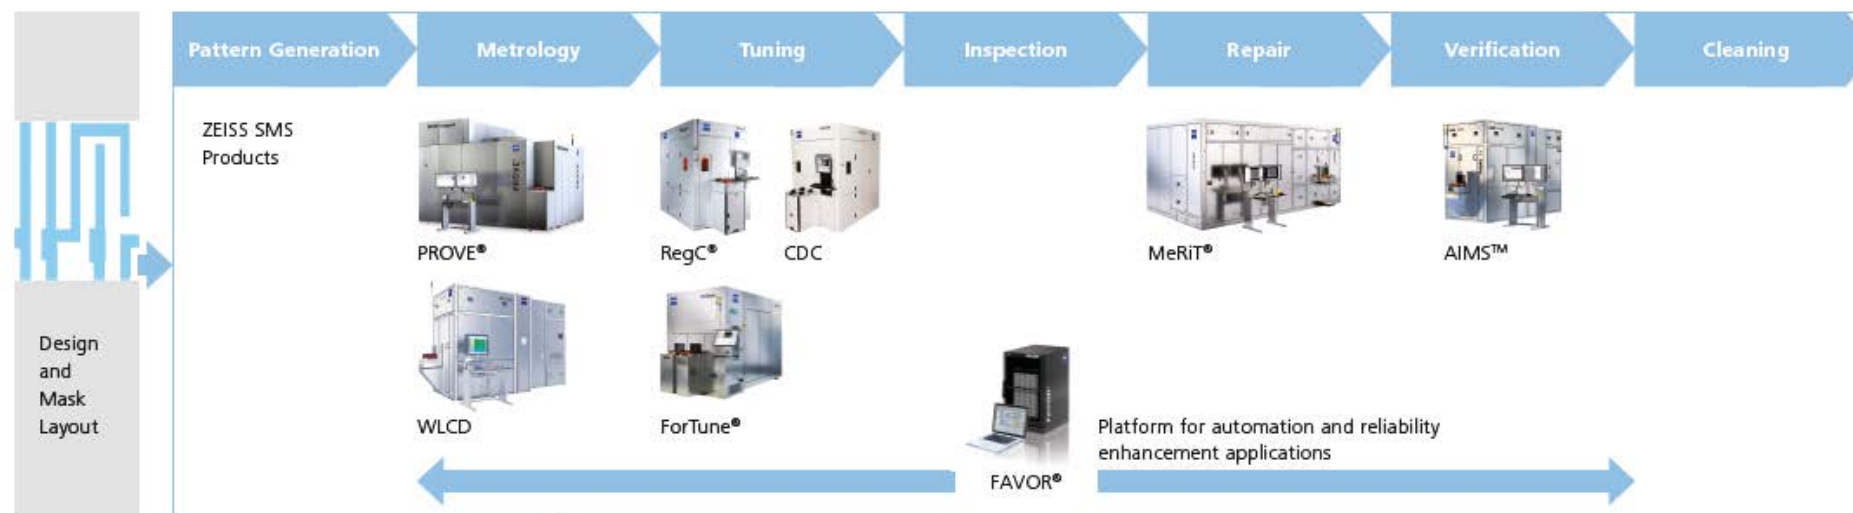 Pattern Generation
Metrology
Tuning
Inspection
Repair
Verification
Cleaning
ZEISS SMS
Products
PROVE®
RegC®
CDC
MeRiT®
AIMS™
Design
and
Mask
Layout
WLCD
ForTune®
FAVOR®
Platform for automation and reliability
enhancement applications